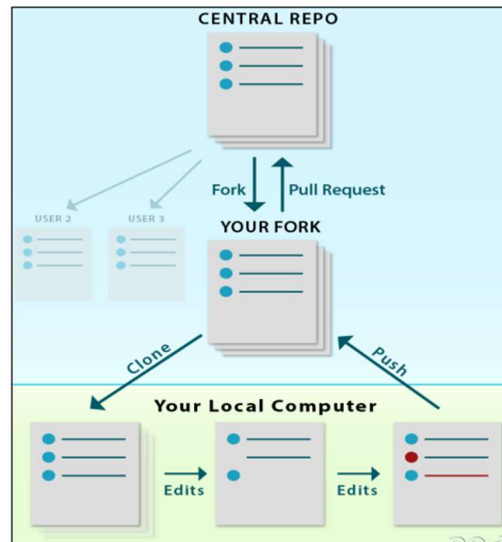 CENTRAL REPO
Fork
Pull Request
USER 2
USER 3
YOUR FORK
Clone
Push
Your Local Computer
Edits
Edits